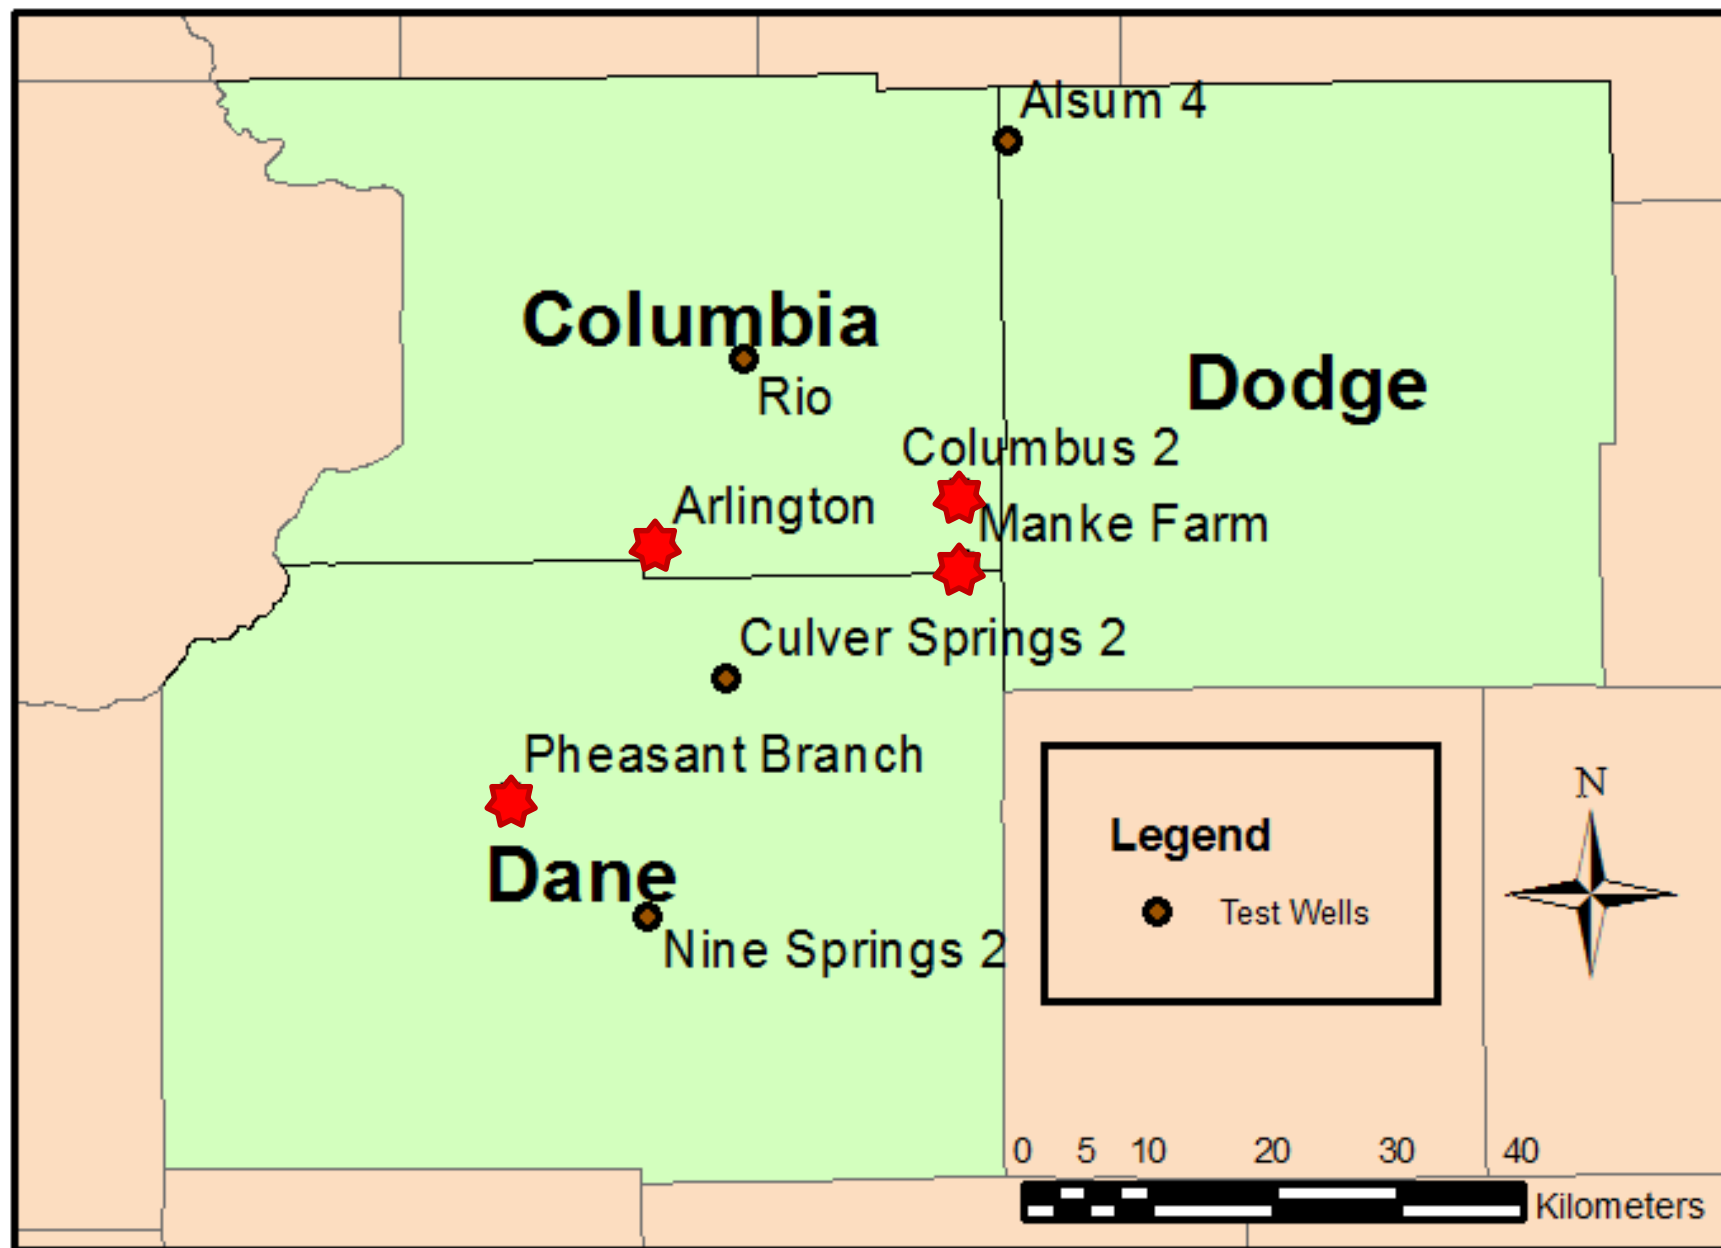 Alsum 4
Columbia
Rio
Dodge
Columbus 2
Arlington
Manke Farm
Culver Springs 2
Pheasant Branch
Dane
Nine Springs 2
Legend
Test Wells
N
0 5 10 20 30 40
Kilometers